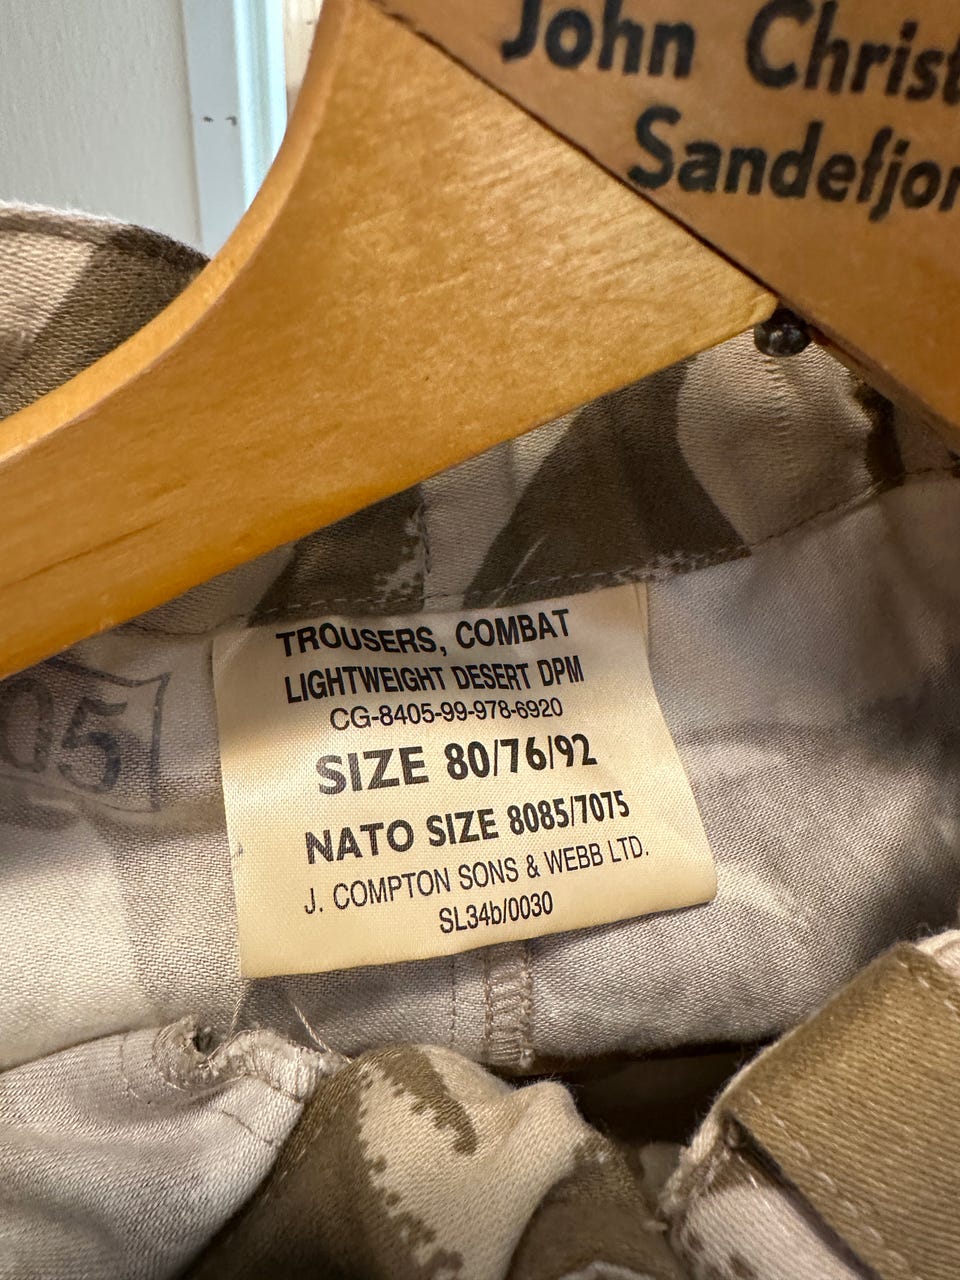 John Christ
Sandefjor
TROUSERS, COMBAT
LIGHTWEIGHT DESERT DPM
CG-8405-99-978-6920
SIZE 80/76/92
NATO SIZE 8085/7075
J. COMPTON SONS & WEBB LTD.
SL34b/0030
05